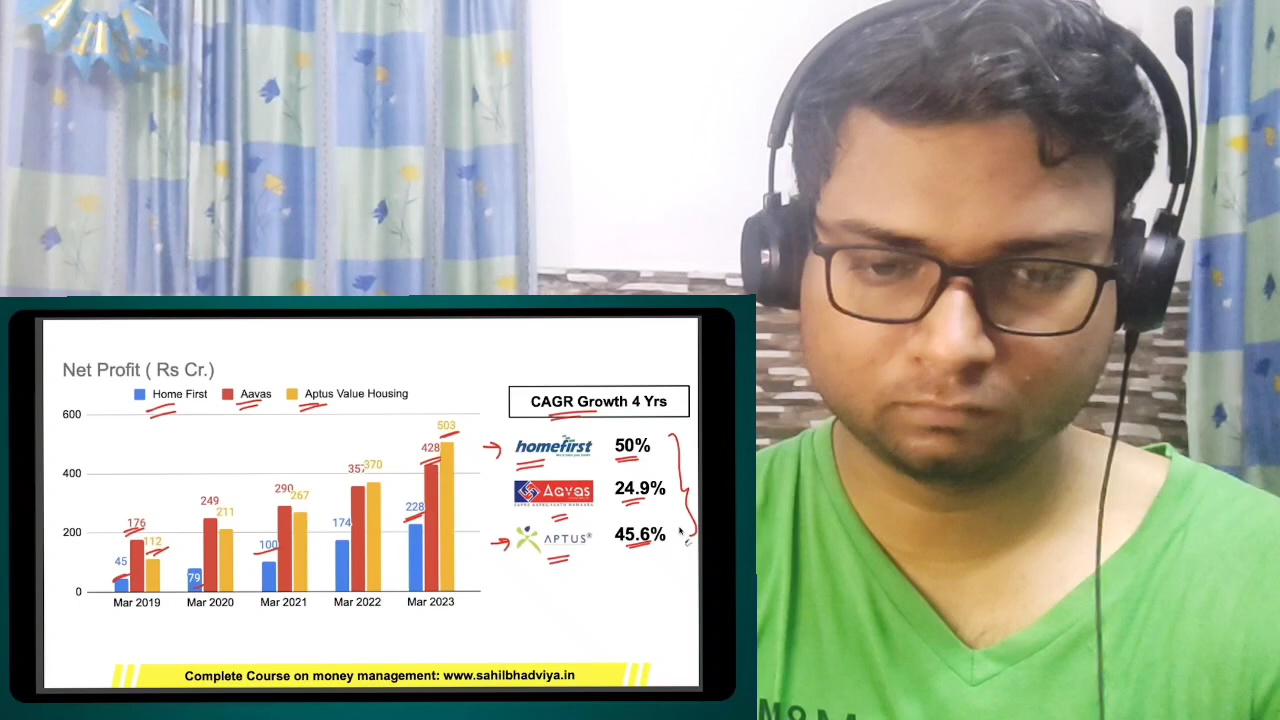 Net Profit ( Rs Cr.)
Home First Aavas Aptus Value Housing
CAGR Growth 4 Yrs
600
503
homefirst 50%
428
400
357 370
Aavas 24.9%
290
249 267
211 228
APTUS® 45.6%
200
176 174
112 100
45 79
0
Mar 2019 Mar 2020 Mar 2021 Mar 2022 Mar 2023
Complete Course on money management: www.sahilbhadviya.in